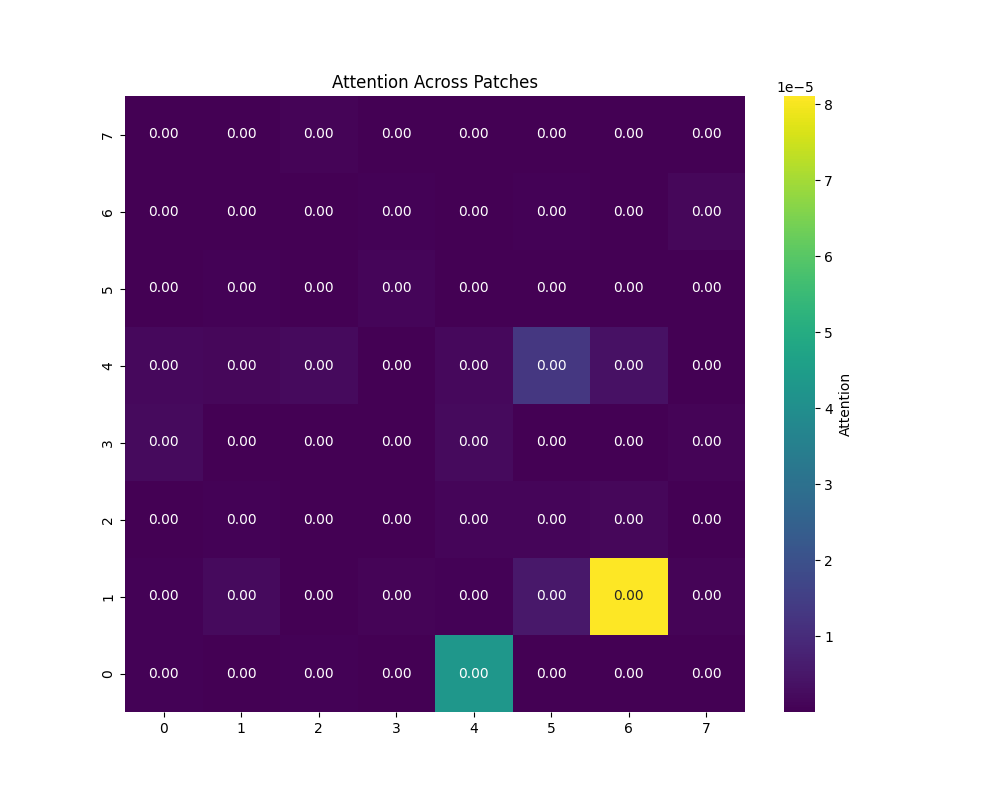 Attention Across Patches
1e−5
8
7 0.00 0.00 0.00 0.00 0.00 0.00 0.00 0.00
7
6 0.00 0.00 0.00 0.00 0.00 0.00 0.00 0.00
6
5 0.00 0.00 0.00 0.00 0.00 0.00 0.00 0.00
5
4 0.00 0.00 0.00 0.00 0.00 0.00 0.00 0.00
4
Attention
3 0.00 0.00 0.00 0.00 0.00 0.00 0.00 0.00
3
2 0.00 0.00 0.00 0.00 0.00 0.00 0.00 0.00
2
1 0.00 0.00 0.00 0.00 0.00 0.00 0.00 0.00
1
0 0.00 0.00 0.00 0.00 0.00 0.00 0.00 0.00
0 1 2 3 4 5 6 7